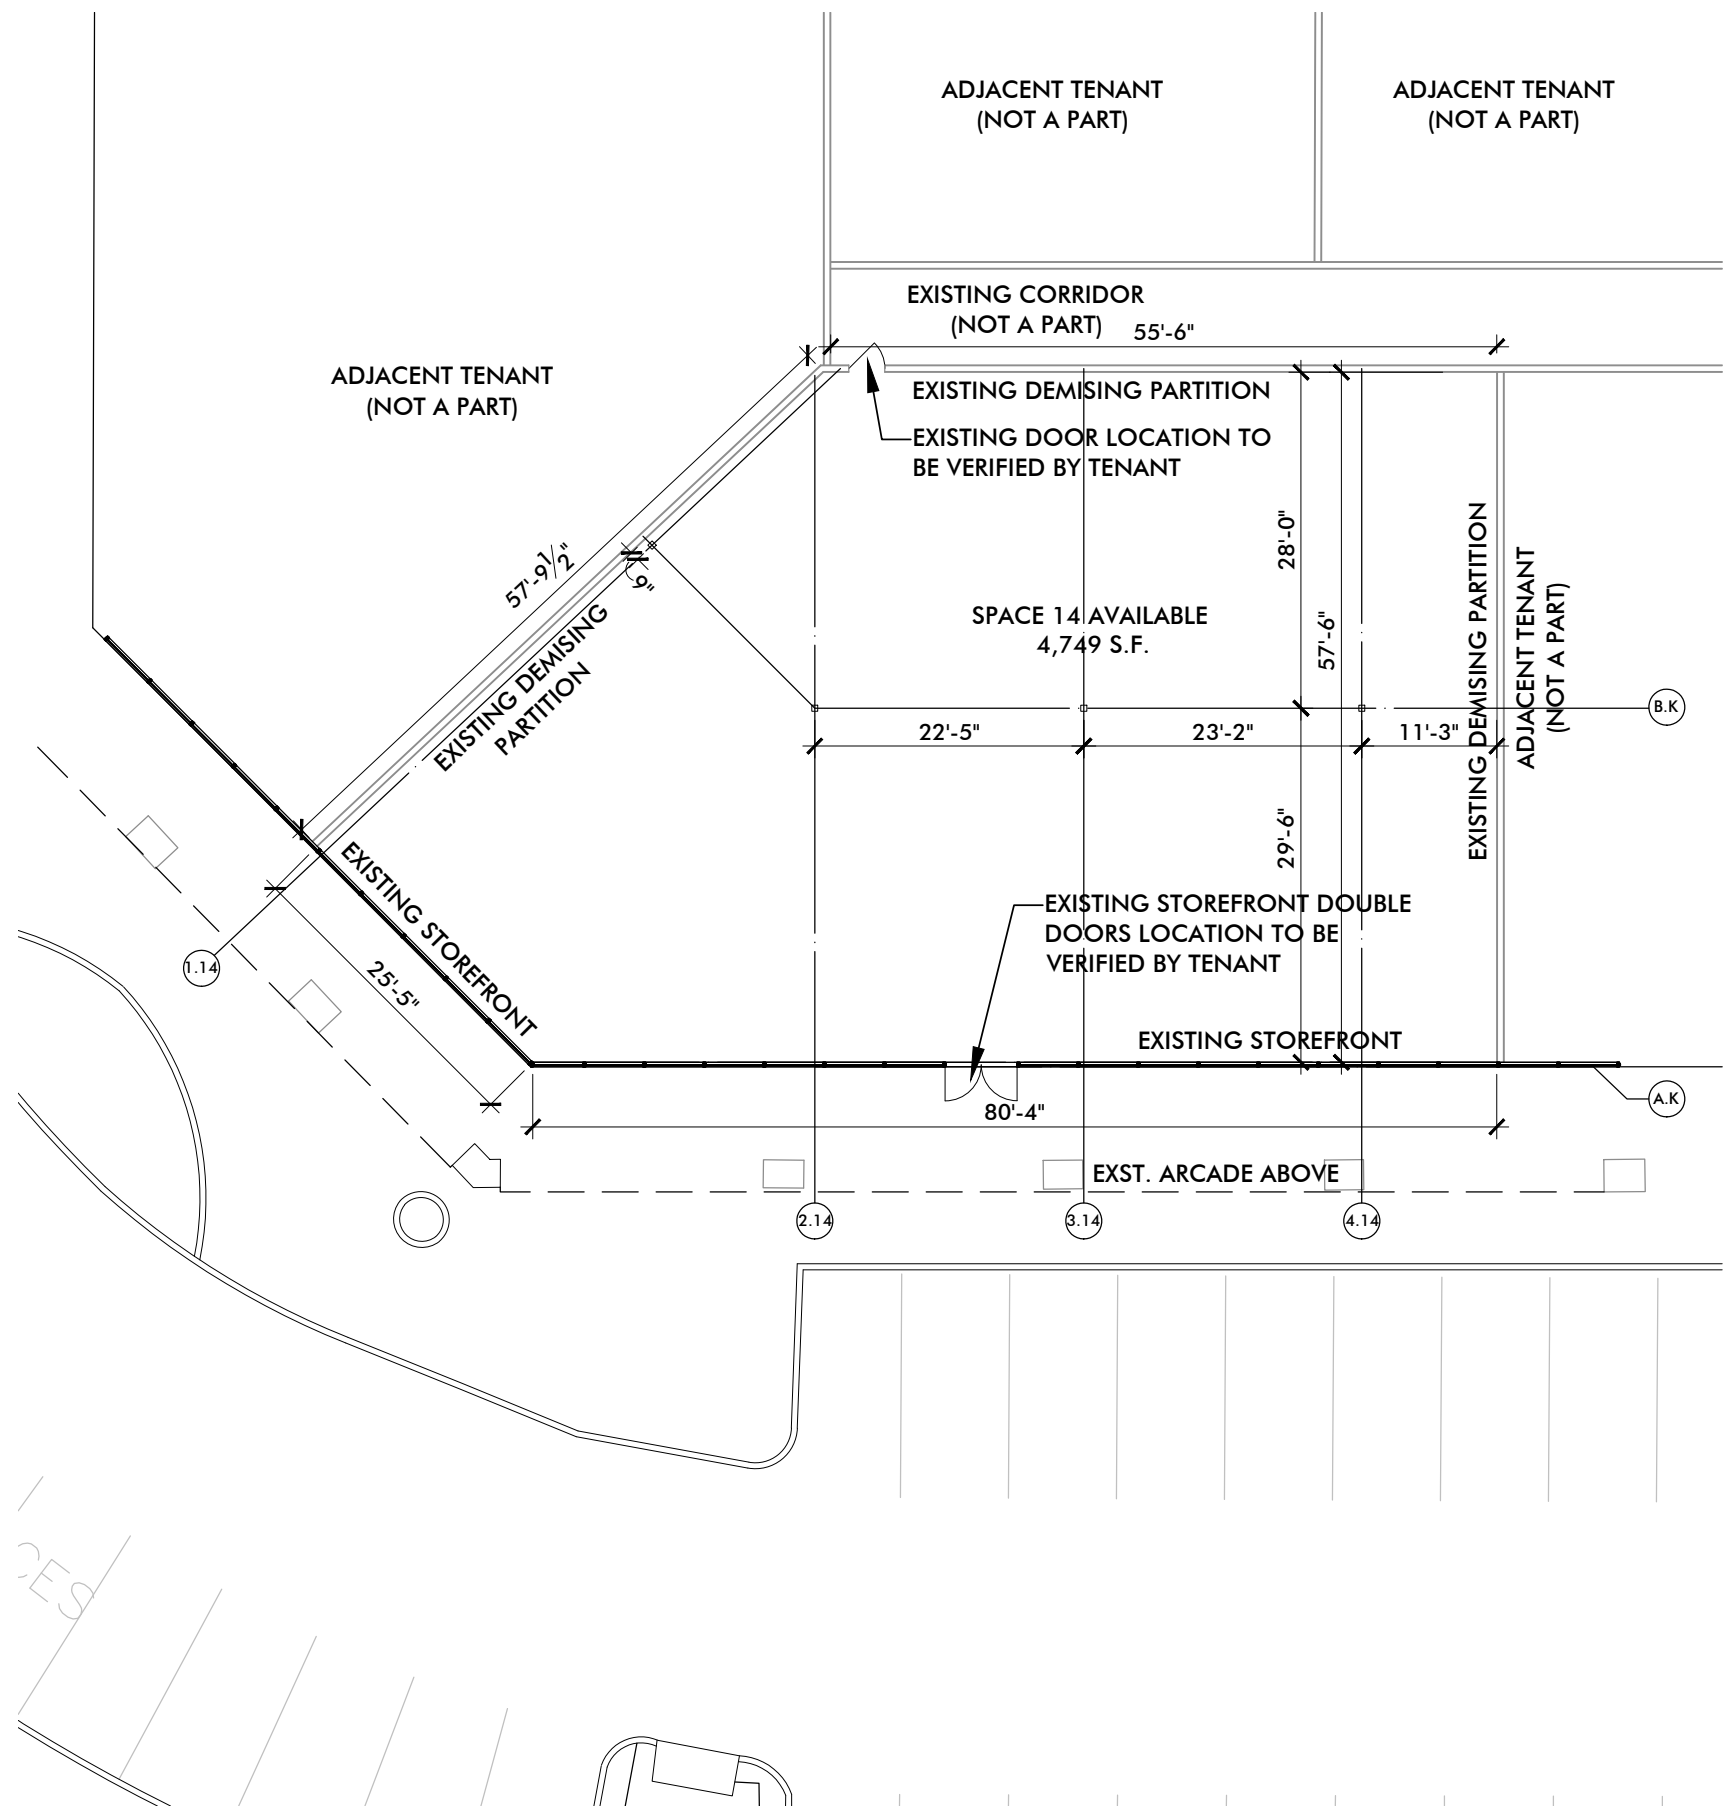 ADJACENT TENANT
(NOT A PART)
ADJACENT TENANT
(NOT A PART)
EXISTING CORRIDOR
(NOT A PART)
55'-6"
ADJACENT TENANT
(NOT A PART)
EXISTING DEMISING PARTITION
EXISTING DOOR LOCATION TO
BE VERIFIED BY TENANT
57'-9 1/2"
9"
28'-0"
57'-6"
EXISTING DEMISING
PARTITION
SPACE 14 AVAILABLE
4,749 S.F.
EXISTING DEMISING PARTITION
ADJACENT TENANT
(NOT A PART)
B.K
22'-5"
23'-2"
11'-3"
29'-6"
EXISTING STOREFRONT
EXISTING STOREFRONT DOUBLE
DOORS LOCATION TO BE
VERIFIED BY TENANT
1.14
25'-5"
EXISTING STOREFRONT
A.K
80'-4"
EXST. ARCADE ABOVE
2.14
3.14
4.14
CES